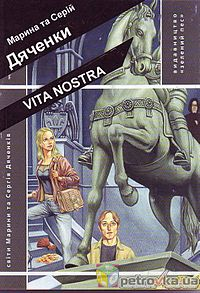 Марина та Сергій
Дяченки
VITA NOSTRA
видавництво
«зелений пес»
світи Марини та Сергія Дяченків
petrovka.ua